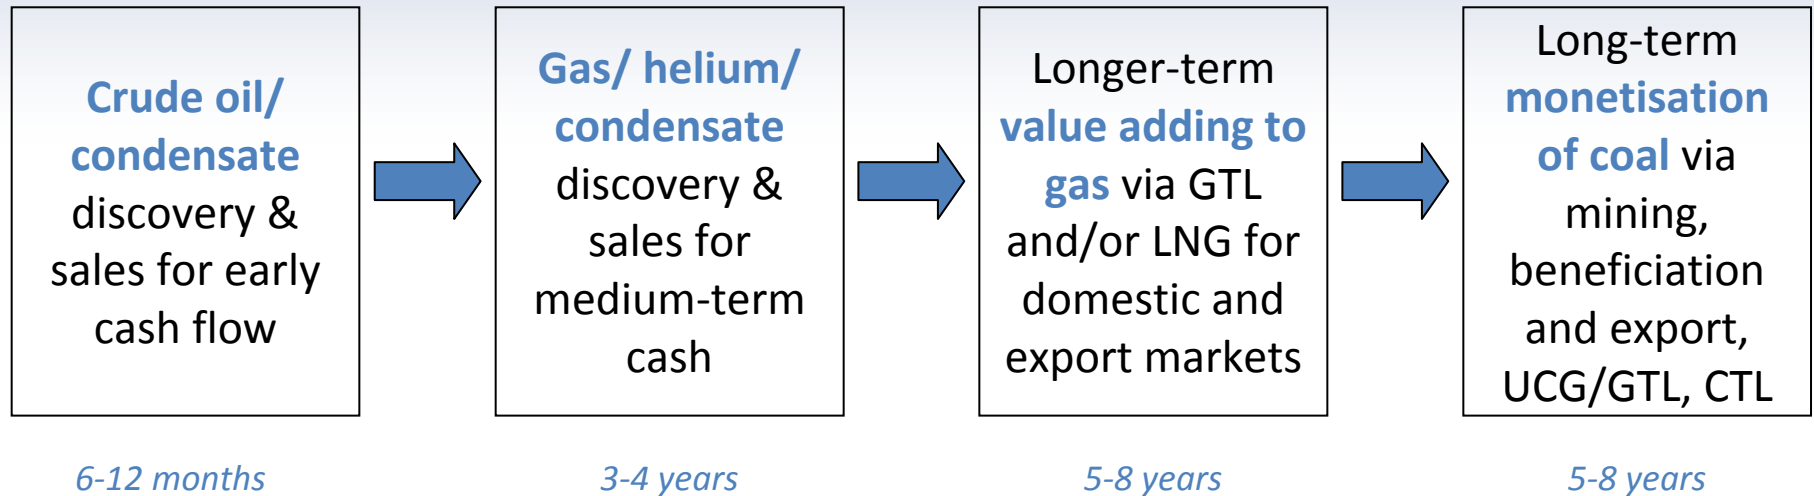 Crude oil/
condensate
discovery &
sales for early
cash flow
6-12 months
Gas/ helium/
condensate
discovery &
sales for
medium-term
cash
3-4 years
Longer-term
value adding to
gas via GTL
and/or LNG for
domestic and
export markets
5-8 years
Long-term
monetisation
of coal via
mining,
beneficiation
and export,
UCG/GTL, CTL
5-8 years